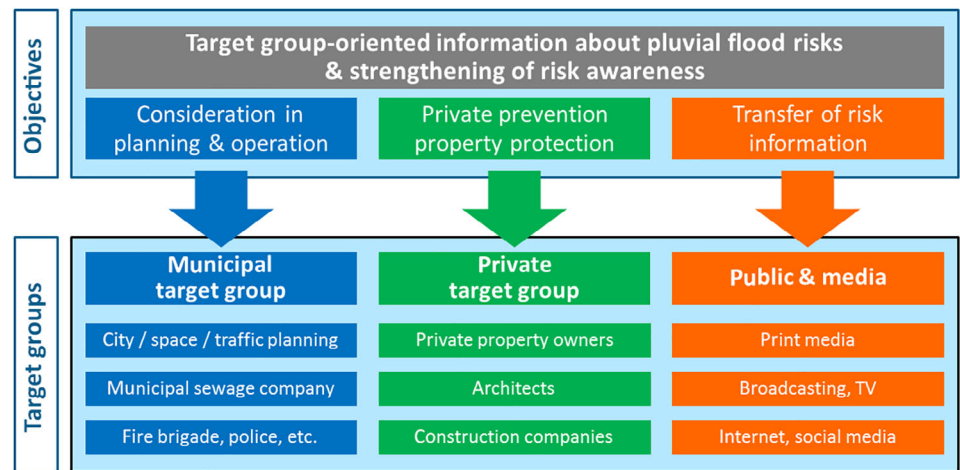 Objectives
Target group-oriented information about pluvial flood risks
& strengthening of risk awareness
Consideration in
planning & operation
Private prevention
property protection
Transfer of risk
information
Target groups
Municipal
target group
Private
target group
Public & media
City / space / traffic planning
Private property owners
Print media
Municipal sewage company
Architects
Broadcasting, TV
Fire brigade, police, etc.
Construction companies
Internet, social media